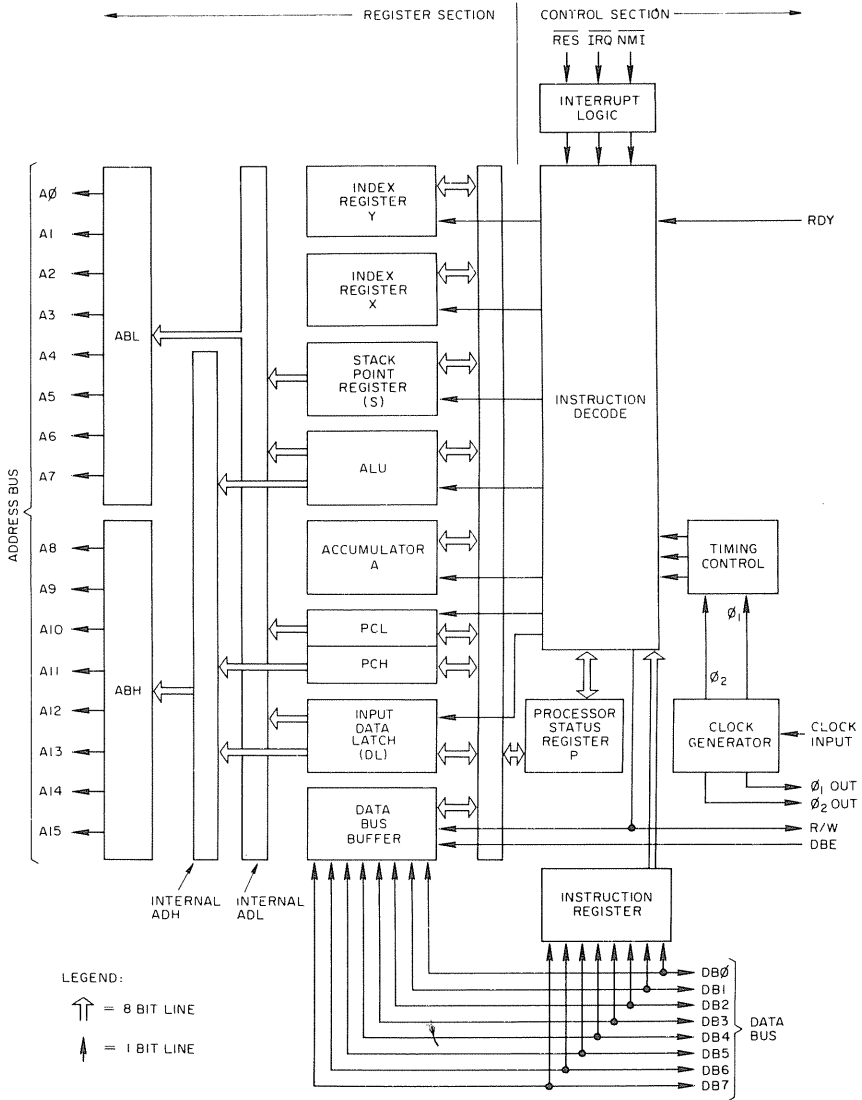 REGISTER SECTION
CONTROL SECTION
RES IRQ NMI
INTERRUPT
LOGIC
ADDRESS BUS
AØ
A1
A2
A3
A4
A5
A6
A7
A8
A9
A10
A11
A12
A13
A14
A15
ABL
ABH
INDEX
REGISTER
Y
INDEX
REGISTER
X
STACK
POINT
REGISTER
(S)
ALU
ACCUMULATOR
A
PCL
PCH
INPUT
DATA
LATCH
(DL)
DATA
BUS
BUFFER
INSTRUCTION
DECODE
RDY
TIMING
CONTROL
Ø1
Ø2
PROCESSOR
STATUS
REGISTER
P
CLOCK
GENERATOR
CLOCK
INPUT
Ø1 OUT
Ø2 OUT
R/W
DBE
INTERNAL
ADH
INTERNAL
ADL
INSTRUCTION
REGISTER
DBØ
DB1
DB2
DB3
DB4
DB5
DB6
DB7
DATA
BUS
LEGEND:
= 8 BIT LINE
= 1 BIT LINE